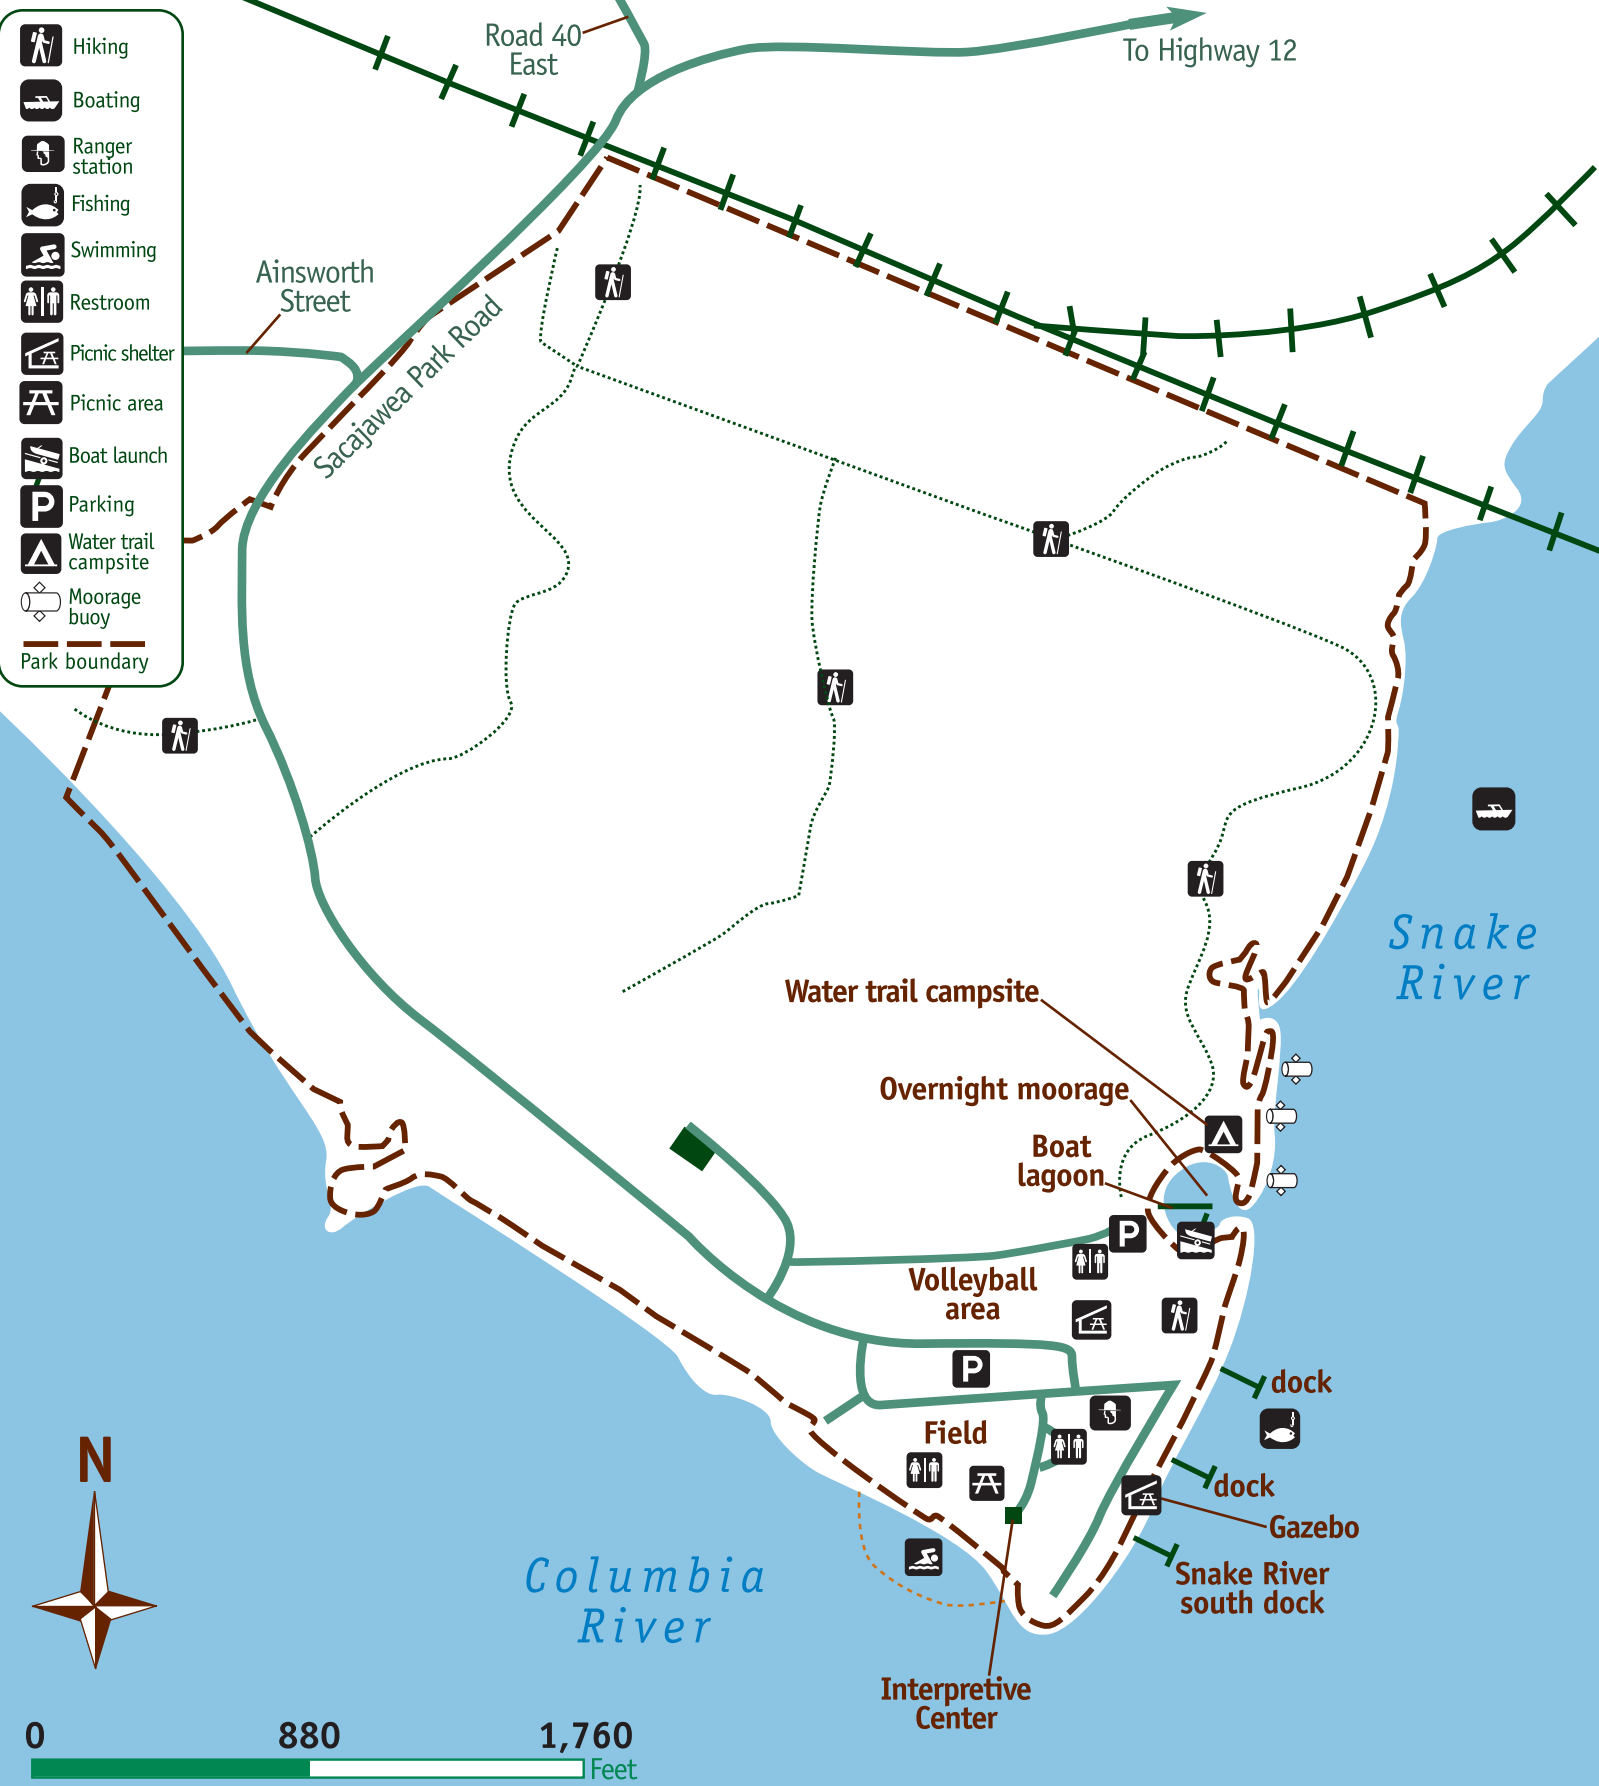 Hiking
Boating
Ranger
station
Fishing
Swimming
Restroom
Picnic shelter
Picnic area
Boat launch
P
Parking
Water trail
campsite
Moorage
buoy
Park boundary
Road 40
East
To Highway 12
Ainsworth
Street
Sacajawea Park Road
Snake
River
Water trail campsite
Overnight moorage
Boat
lagoon
P
Volleyball
area
P
dock
Field
dock
Gazebo
Snake River
south dock
Columbia
River
Interpretive
Center
N
0 880 1,760
Feet